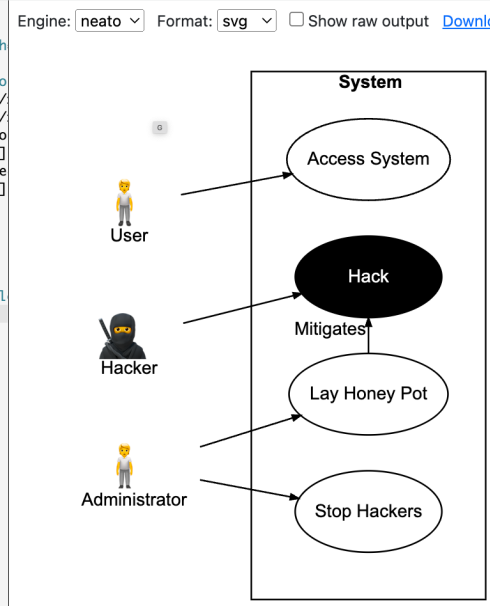 Engine: neato Format: svg Show raw output Downlo
System
G
Access System
User
Hack
Mitigates
Hacker
Lay Honey Pot
Administrator
Stop Hackers